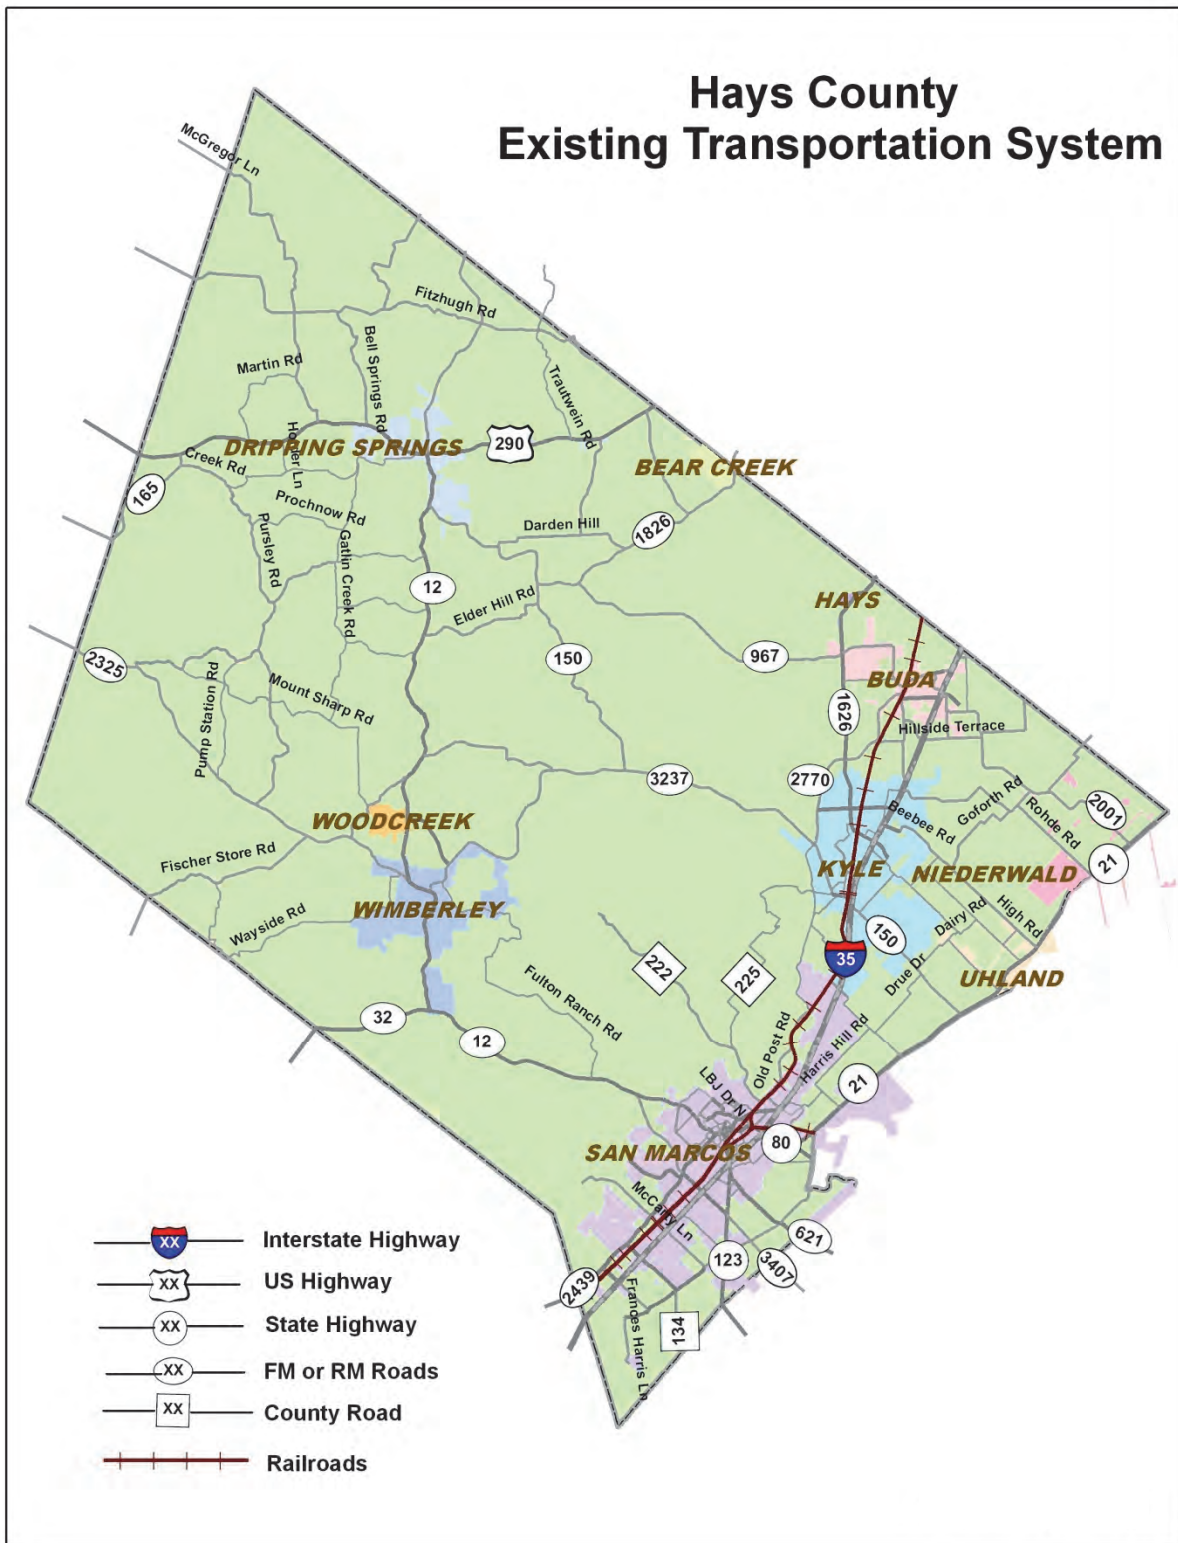 Hays County
Existing Transportation System
McGregor Ln
Fitzhugh Rd
Bell Springs Rd
Martin Rd
Trautwein Rd
DRIPPING SPRINGS
290
Horner Ln
BEAR CREEK
Creek Rd
165
Prochnow Rd
Darden Hill
1826
Pursley Rd
Gatlin Creek Rd
12
Elder Hill Rd
HAYS
150
967
2325
BUDA
Pump Station Rd
Mount Sharp Rd
1626
Hillside Terrace
3237
2770
Goforth Rd
Rohde Rd
2001
WOODCREEK
Beebee Rd
21
Fischer Store Rd
KYLE
NIEDERWALD
WIMBERLEY
Wayside Rd
Dairy Rd
High Rd
150
35
222
225
Drue Dr
UHLAND
Fulton Ranch Rd
32
12
Old Post Rd
Harris Hill Rd
21
LBJ Dr N
80
SAN MARCOS
McCarty Ln
621
123
3407
2439
Frances Harris Ln
134
XX Interstate Highway
XX US Highway
XX State Highway
XX FM or RM Roads
XX County Road
Railroads